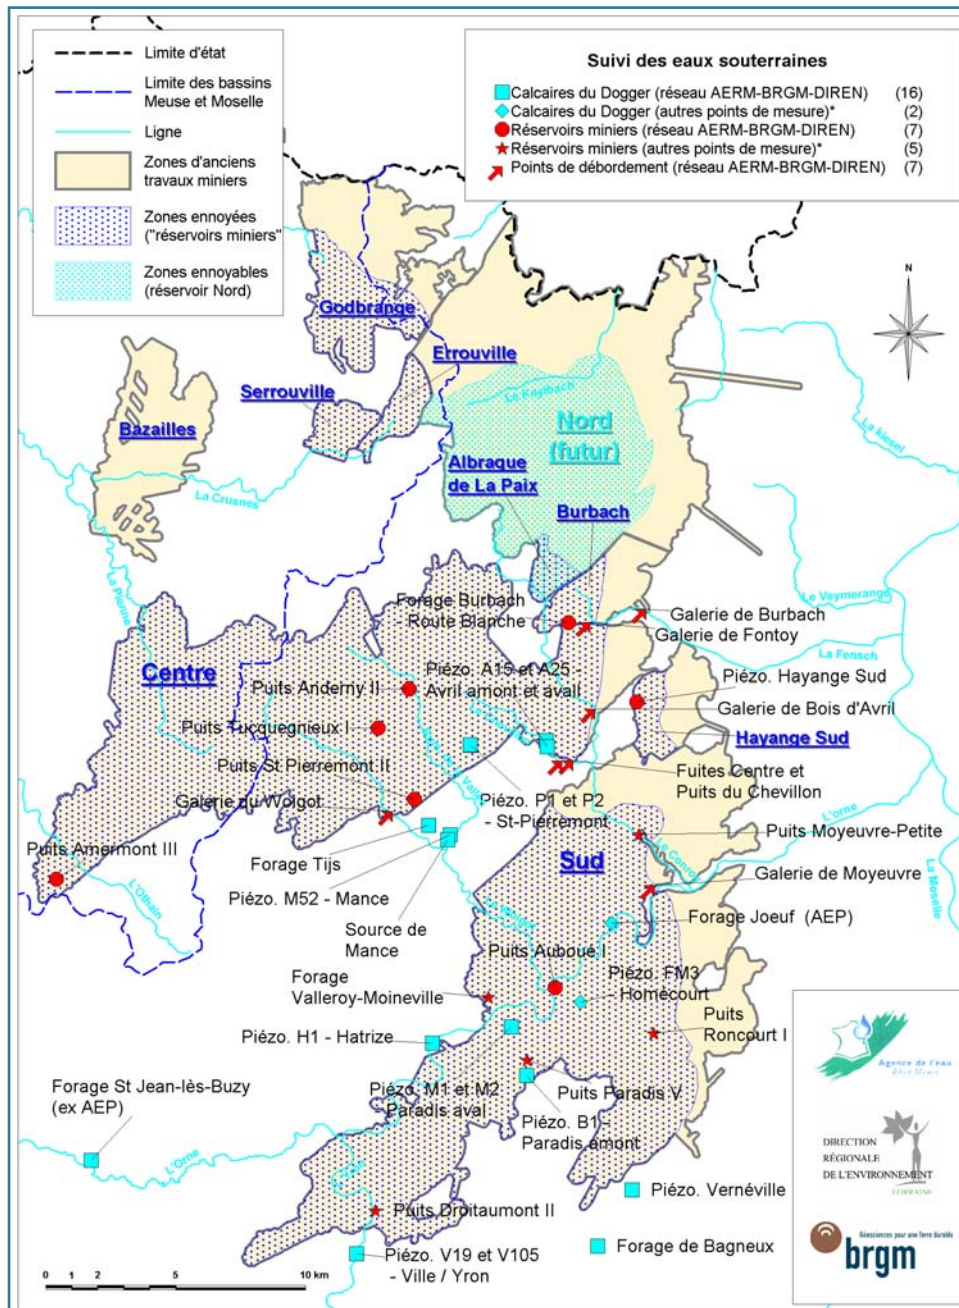 Limite d'état
Limite des bassins
Meuse et Moselle
Ligne
Zones d'anciens
travaux miniers
Zones ennoyées
("réservoirs miniers"
Zones ennoyables
(réservoir Nord)
Suivi des eaux souterraines
Calcaires du Dogger (réseau AERM-BRGM-DIREN) (16)
Calcaires du Dogger (autres points de mesure)* (2)
Réservoirs miniers (réseau AERM-BRGM-DIREN) (7)
Réservoirs miniers (autres points de mesure)* (5)
Points de débordement (réseau AERM-BRGM-DIREN) (7)
N
Godbrange
Errouville
Serrouville
Bazailles
Le Kaylbach
Nord
(futur)
La kiesel
Albraque
de La Paix
Burbach
La Crusnes
La Pienne
Le Veymerange
Forage Burbach
- Route Blanche
Galerie de Burbach
Galerie de Fontoy
La Fensch
Centre
Piézo. A15 et A25 -
Avril amont et avall
Puits Anderny II
Piézo. Hayange Sud
Galerie de Bois d'Avril
Puits Tucquegnieux I
Hayange Sud
Puits St Pierremont II
Fuites Centre et
Puits du Chevillon
Galerie du Wolgot
Piézo. P1 et P2
- St-Pierremont
L'orne
Puits Moyeuvre-Petite
Puits Amermont III
Forage Tijs
Sud
Le Conroy
La Moselle
Galerie de Moyeuvre
L'Othain
Piézo. M52 - Mance
Forage Joeuf (AEP)
Source de
Mance
Puits Auboué I
Piézo. FM3
- Homécourt
Forage
Valleroy-Moineville
Puits
Roncourt I
Piézo. H1 - Hatrize
Forage St Jean-lès-Buzy
(ex AEP)
Piézo. M1 et M2
Paradis aval
Puits Paradis V
Piézo. B1 -
Paradis amont
L'Orne
Piézo. Vernéville
Puits Droitaumont II
Forage de Bagneux
Piézo. V19 et V105
- Ville / Yron
0 1 2 5 10 km
Agence de l'eau
Rhin-Meuse
DIRECTION
RÉGIONALE
DE L'ENVIRONNEMENT
LORRAINE
Géosciences pour une Terre durable
brgm